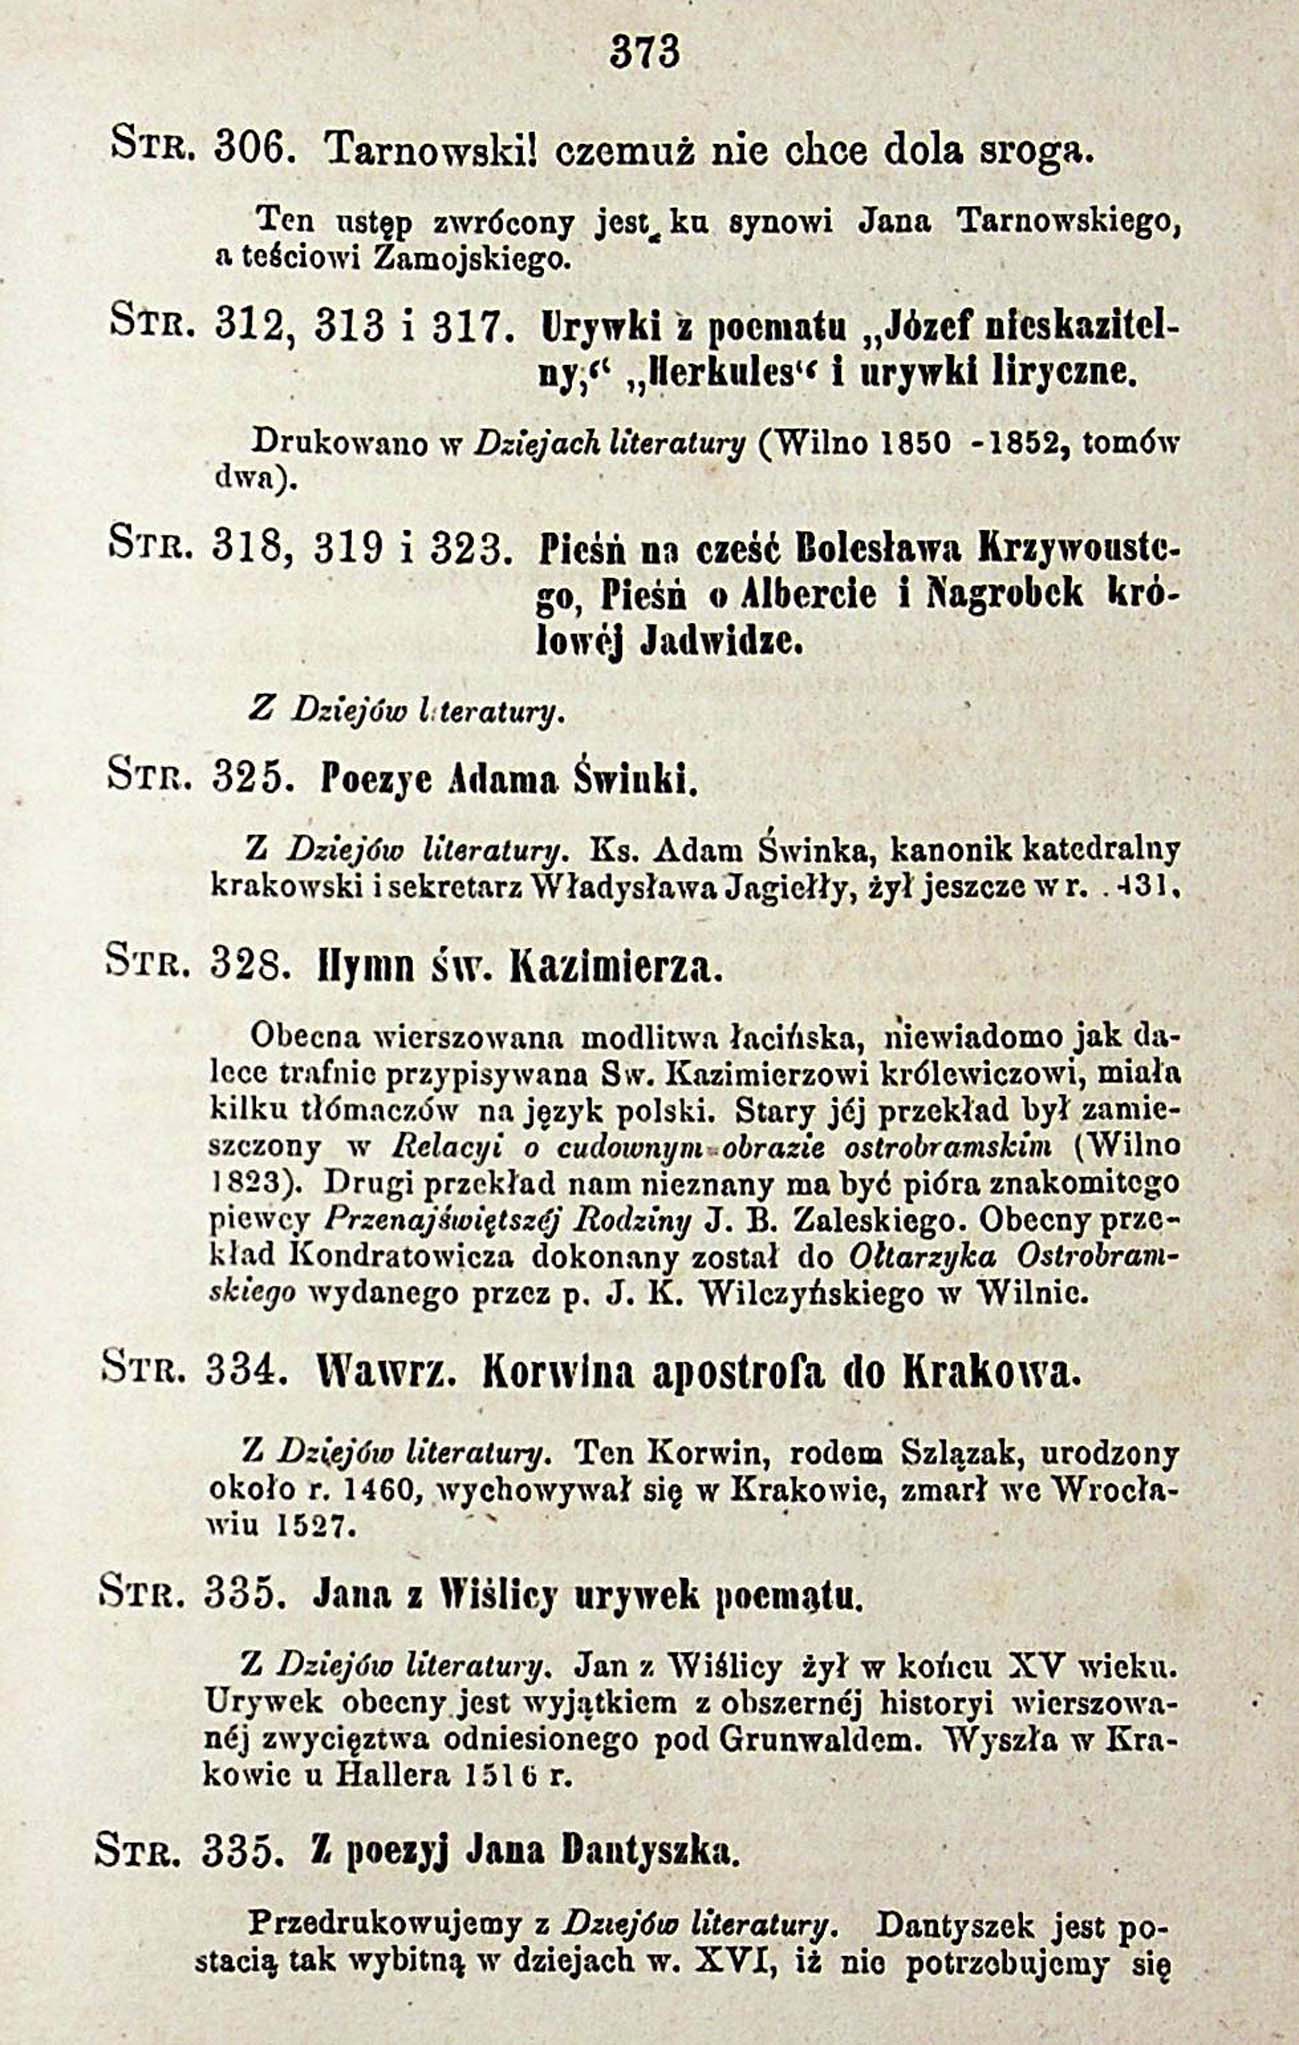 373
STR. 306. Tarnowski! czemuż nie chce dola sroga.
Ten ustęp zwrócony jest ku synowi Jana Tarnowskiego,
a teściowi Zamojskiego.
STR. 312, 313 i 317. Urywki z poematu „Józef nieskazitel-
ny,“ „Herkules“ i urywki liryczne.
Drukowano w Dziejach literatury (Wilno 1850 -1852, tomów
dwa).
STR. 318, 319 i 323. Pieśń na cześć Bolesława Krzywouste-
go, Pieśń o Albercie i Nagrobek kró-
lowéj Jadwidze.
Z Dziejów literatury.
STR. 325. Poezye Adama Świnki.
Z Dziejów literatury. Ks. Adam Świnka, kanonik katedralny
krakowski i sekretarz Władysława Jagiełły, żył jeszcze w r. .431.
STR. 328. Hymn św. Kazimierza.
Obecna wierszowana modlitwa łacińska, niewiadomo jak da-
lece trafnie przypisywana Sw. Kazimierzowi królewiczowi, miała
kilku tłómaczów na język polski. Stary jéj przekład był zamie-
szczony w Relacyi o cudownym obrazie ostrobramskim (Wilno
1823). Drugi przekład nam nieznany ma być pióra znakomitego
piewcy Przenajświętszéj Rodziny J. B. Zaleskiego. Obecny prze-
kład Kondratowicza dokonany został do Ołtarzyka Ostrobram-
skiego wydanego przez p. J. K. Wilczyńskiego w Wilnie.
STR. 334. Wawrz. Korwina apostrofa do Krakowa.
Z Dziejów literatury. Ten Korwin, rodem Szlązak, urodzony
około r. 1460, wychowywał się w Krakowie, zmarł we Wrocła-
wiu 1527.
STR. 335. Jana z Wiślicy urywek poematu.
Z Dziejów literatury. Jan z Wiślicy żył w końcu XV wieku.
Urywek obecny jest wyjątkiem z obszernéj historyi wierszowa-
néj zwycięztwa odniesionego pod Grunwaldem. Wyszła w Kra-
kowie u Hallera 1516 r.
STR. 335. Z poezyj Jana Dantyszka.
Przedrukowujemy z Dziejów literatury. Dantyszek jest po-
stacią tak wybitną w dziejach w. XVI, iż nie potrzebujemy się